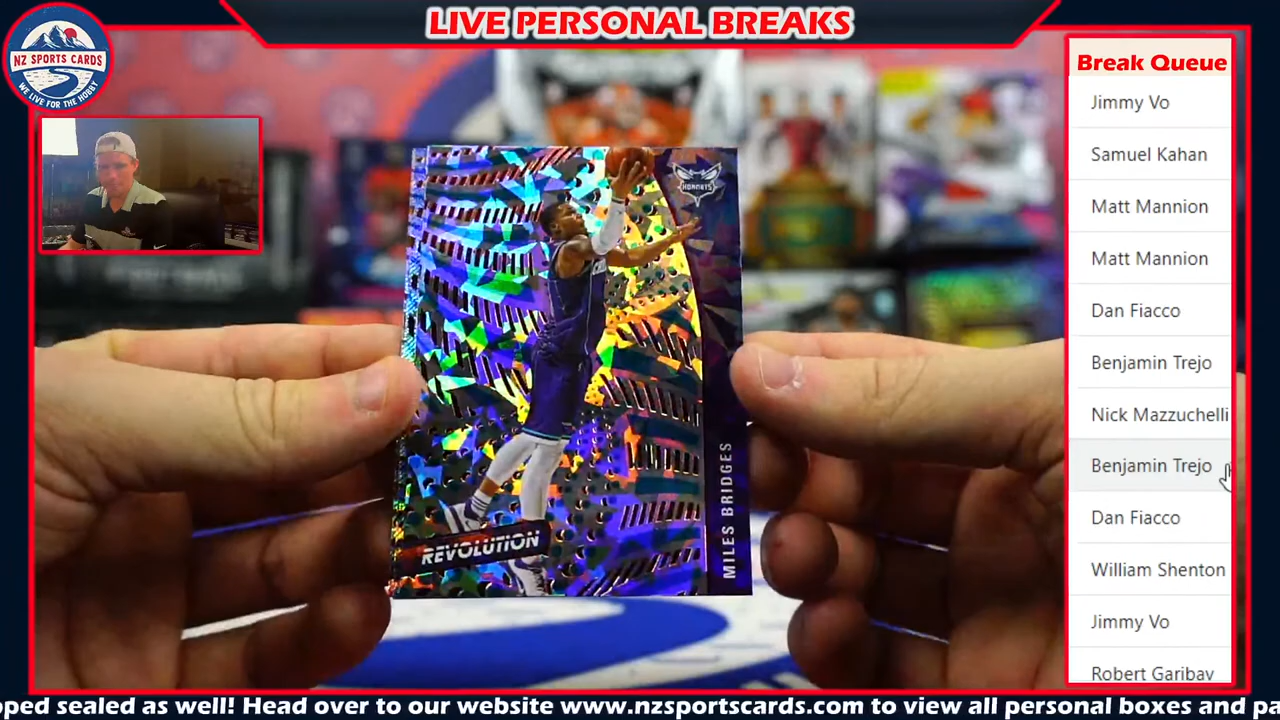 LIVE PERSONAL BREAKS
NZ SPORTS CARDS
WE LIVE FOR THE HOBBY
Break Queue
Jimmy Vo
Samuel Kahan
Matt Mannion
Matt Mannion
Dan Fiacco
Benjamin Trejo
Nick Mazzuchelli
Benjamin Trejo
Dan Fiacco
William Shenton
Jimmy Vo
Robert Garibay
HORNETS
MILES BRIDGES
REVOLUTION
pped sealed as well! Head over to our website www.nzsportscards.com to view all personal boxes and pa